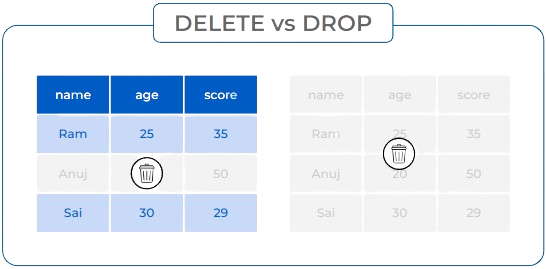 DELETE vs DROP
name age score
Ram 25 35
Anuj 50
Sai 30 29
name age score
Ram 25 35
Anuj 20 50
Sai 30 29